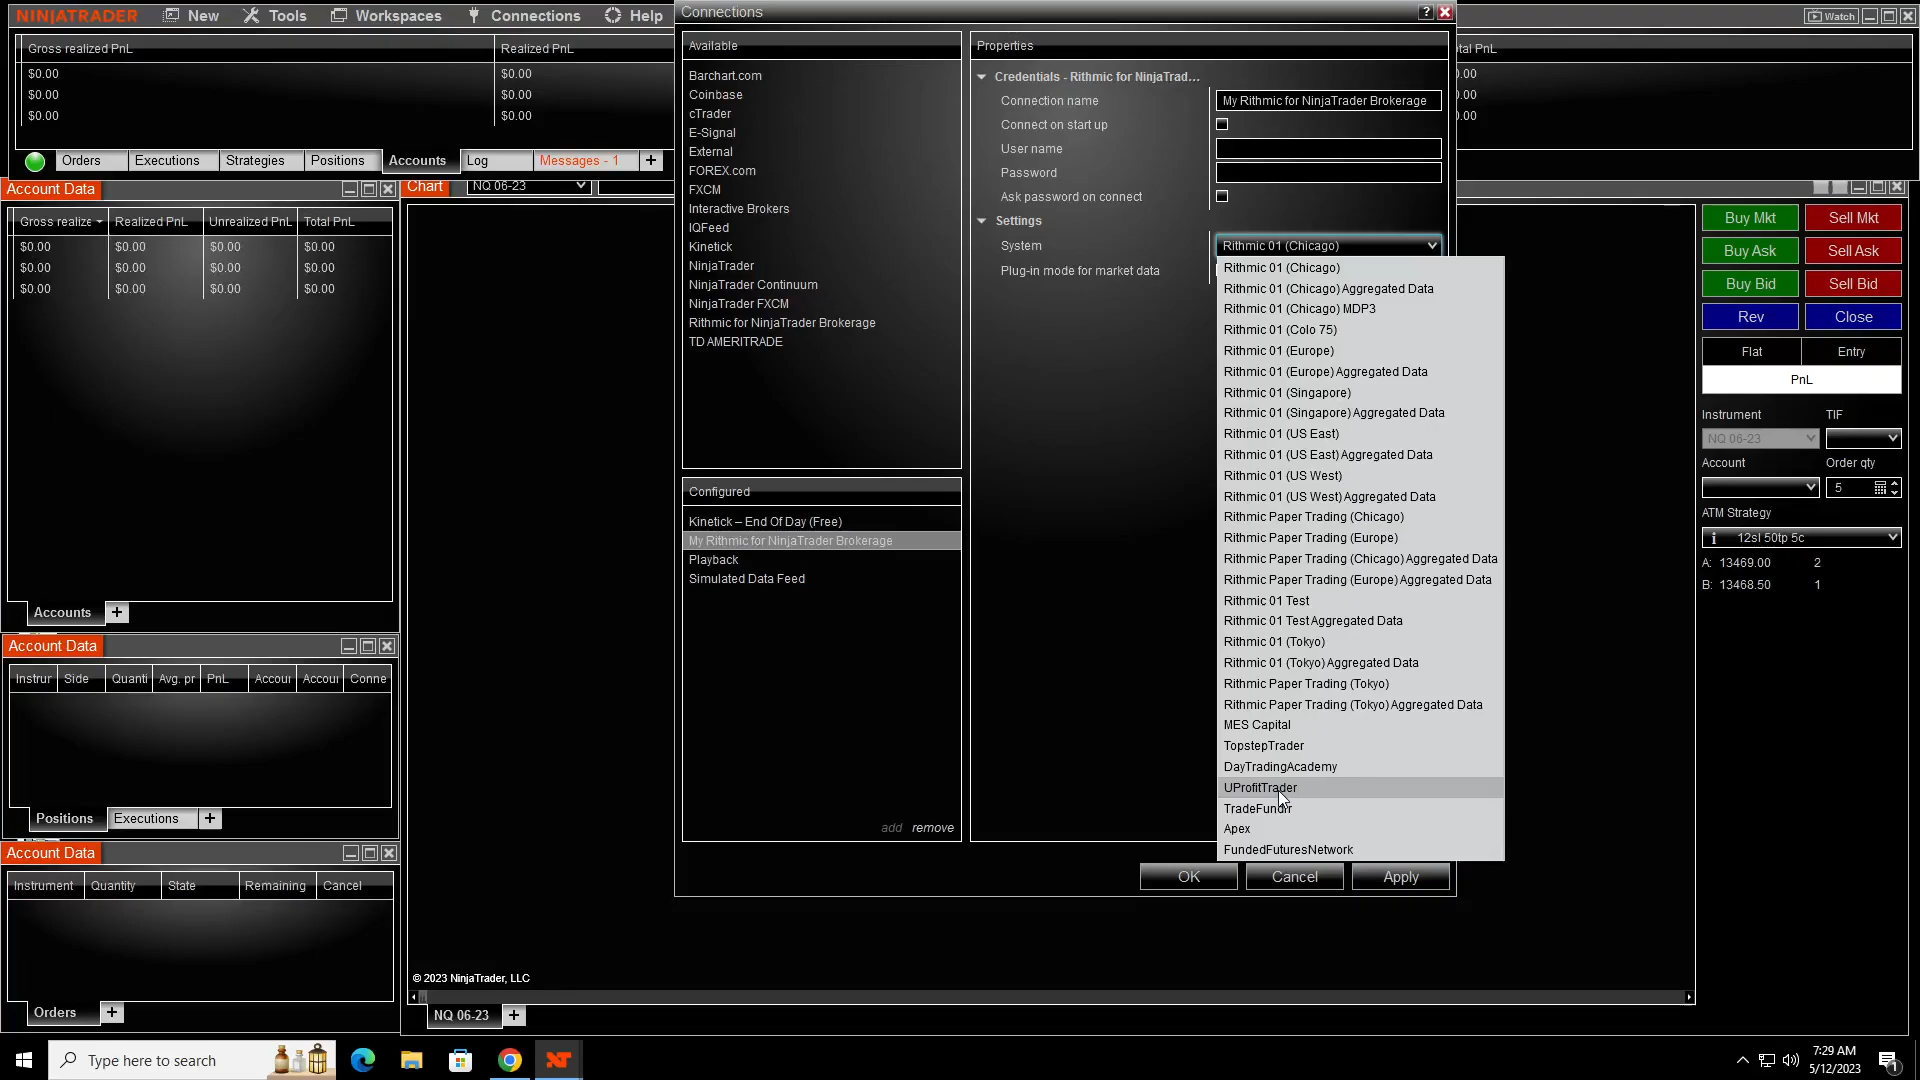 NINJATRADER New Tools Workspaces Connections Help
Gross realized PnL Realized PnL
$0.00 $0.00
$0.00 $0.00
$0.00 $0.00
Orders Executions Strategies Positions Accounts Log Messages - 1 +
Connections ?
Available
Barchart.com
Coinbase
cTrader
E-Signal
External
FOREX.com
FXCM
Interactive Brokers
IQFeed
Kinetick
NinjaTrader
NinjaTrader Continuum
NinjaTrader FXCM
Rithmic for NinjaTrader Brokerage
TD AMERITRADE
Configured
Kinetick – End Of Day (Free)
My Rithmic for NinjaTrader Brokerage
Playback
Simulated Data Feed
add remove
Properties
Credentials - Rithmic for NinjaTrad...
Connection name My Rithmic for NinjaTrader Brokerage
Connect on start up
User name
Password
Ask password on connect
Settings
System Rithmic 01 (Chicago)
Plug-in mode for market data
Rithmic 01 (Chicago)
Rithmic 01 (Chicago) Aggregated Data
Rithmic 01 (Chicago) MDP3
Rithmic 01 (Colo 75)
Rithmic 01 (Europe)
Rithmic 01 (Europe) Aggregated Data
Rithmic 01 (Singapore)
Rithmic 01 (Singapore) Aggregated Data
Rithmic 01 (US East)
Rithmic 01 (US East) Aggregated Data
Rithmic 01 (US West)
Rithmic 01 (US West) Aggregated Data
Rithmic Paper Trading (Chicago)
Rithmic Paper Trading (Europe)
Rithmic Paper Trading (Chicago) Aggregated Data
Rithmic Paper Trading (Europe) Aggregated Data
Rithmic 01 Test
Rithmic 01 Test Aggregated Data
Rithmic 01 (Tokyo)
Rithmic 01 (Tokyo) Aggregated Data
Rithmic Paper Trading (Tokyo)
Rithmic Paper Trading (Tokyo) Aggregated Data
MES Capital
TopstepTrader
DayTradingAcademy
UProfitTrader
TradeFundrr
Apex
FundedFuturesNetwork
OK Cancel Apply
Watch
PnL
.00
.00
.00
Account Data
Gross realize Realized PnL Unrealized PnL Total PnL
$0.00 $0.00 $0.00 $0.00
$0.00 $0.00 $0.00 $0.00
$0.00 $0.00 $0.00 $0.00
Accounts +
Account Data
Instrur Side Quanti Avg. pr PnL Accour Accour Conne
Positions Executions +
Account Data
Instrument Quantity State Remaining Cancel
Orders +
Chart NQ 06-23
© 2023 NinjaTrader, LLC
NQ 06-23 +
Buy Mkt Sell Mkt
Buy Ask Sell Ask
Buy Bid Sell Bid
Rev Close
Flat Entry
PnL
Instrument TIF
NQ 06-23
Account Order qty
5
ATM Strategy
i 12sl 50tp 5c
A: 13469.00 2
B: 13468.50 1
Type here to search
7:29 AM
5/12/2023
1